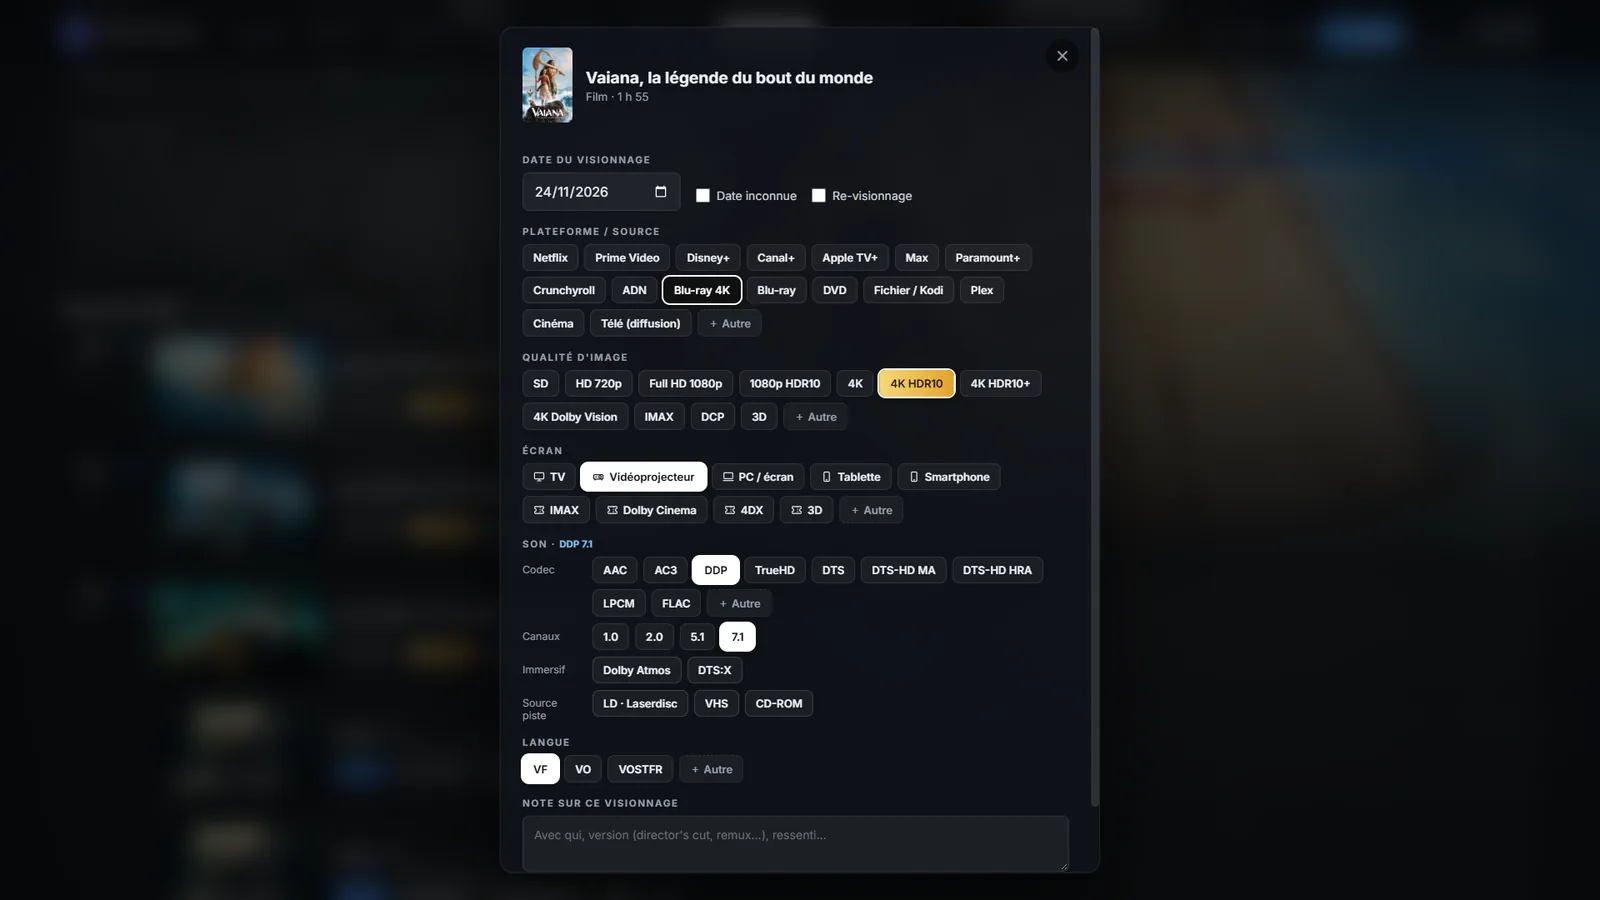 VAIANA
Vaiana, la légende du bout du monde
Film · 1 h 55
DATE DU VISIONNAGE
24/11/2026
Date inconnue
Re-visionnage
PLATEFORME / SOURCE
Netflix Prime Video Disney+ Canal+ Apple TV+ Max Paramount+
Crunchyroll ADN Blu-ray 4K Blu-ray DVD Fichier / Kodi Plex
Cinéma Télé (diffusion) + Autre
QUALITÉ D'IMAGE
SD HD 720p Full HD 1080p 1080p HDR10 4K 4K HDR10 4K HDR10+
4K Dolby Vision IMAX DCP 3D + Autre
ÉCRAN
TV Vidéoprojecteur PC / écran Tablette Smartphone
IMAX Dolby Cinema 4DX 3D + Autre
SON · DDP 7.1
Codec AAC AC3 DDP TrueHD DTS DTS-HD MA DTS-HD HRA
LPCM FLAC + Autre
Canaux 1.0 2.0 5.1 7.1
Immersif Dolby Atmos DTS:X
Source piste LD · Laserdisc VHS CD-ROM
LANGUE
VF VO VOSTFR + Autre
NOTE SUR CE VISIONNAGE
Avec qui, version (director's cut, remux…), ressenti…